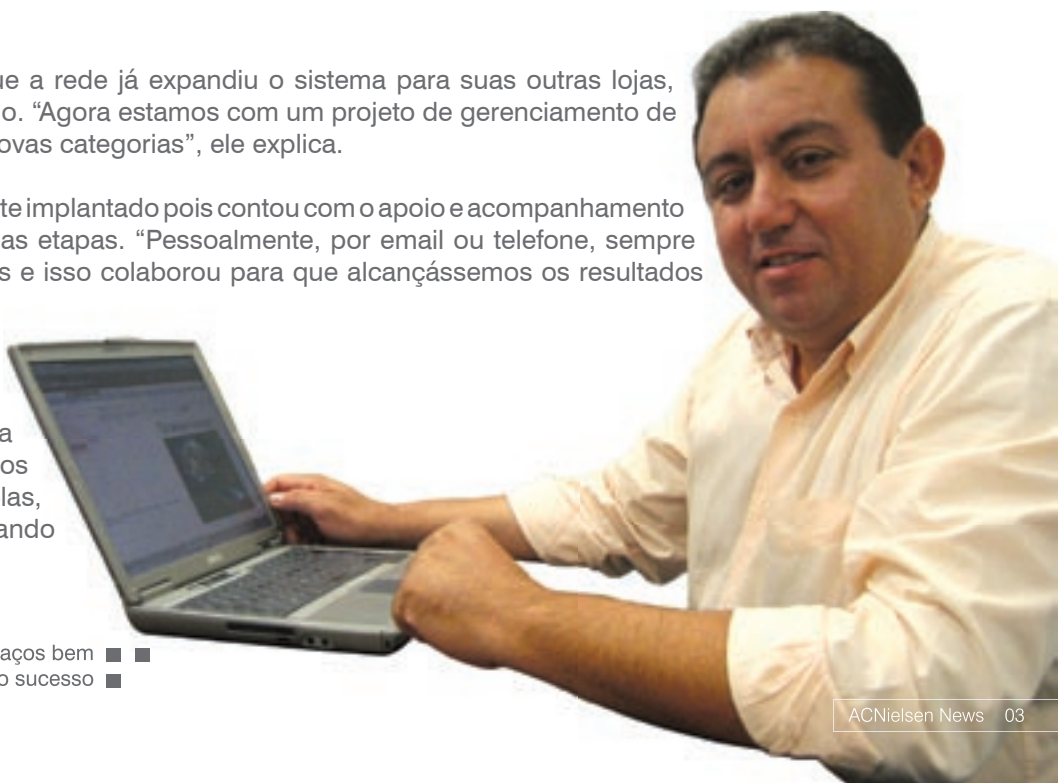 ue a rede já expandiu o sistema para suas outras lojas,
o. “Agora estamos com um projeto de gerenciamento de
ovas categorias”, ele explica.
te implantado pois contou com o apoio e acompanhamento
as etapas. “Pessoalmente, por email ou telefone, sempre
s e isso colaborou para que alcançássemos os resultados
a
os
las,
ando
aços bem
o sucesso
ACNielsen News 03